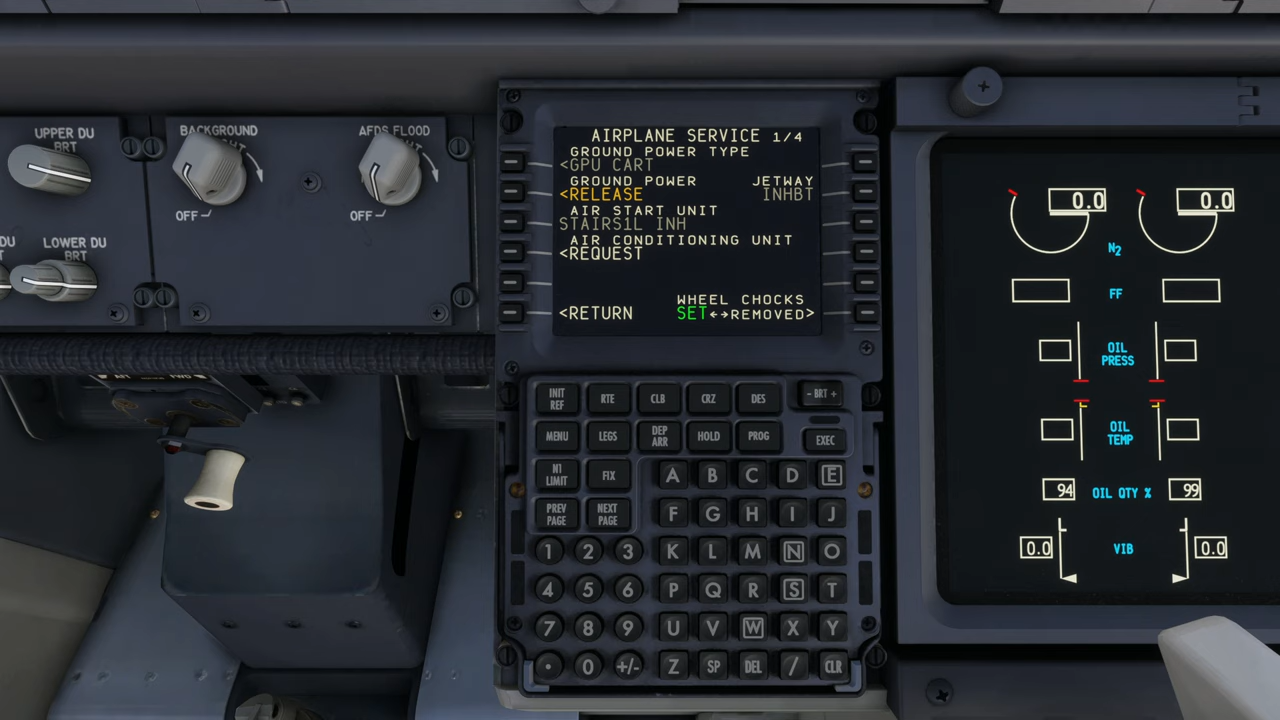 UPPER DU
BRT
BACKGROUND
OFF
AFDS FLOOD
OFF
DU
LOWER DU
BRT
AIRPLANE SERVICE 1/4
GROUND POWER TYPE
<GPU CART
GROUND POWER JETWAY
<RELEASE INHBT
AIR START UNIT
STAIRS1L INH
AIR CONDITIONING UNIT
<REQUEST
WHEEL CHOCKS
<RETURN SET←→REMOVED>
INIT REF
RTE
CLB
CRZ
DES
- BRT +
MENU
LEGS
DEP ARR
HOLD
PROG
EXEC
N1 LIMIT
FIX
A B C D E
PREV PAGE
NEXT PAGE
F G H I J
1 2 3 K L M N O
4 5 6 P Q R S T
7 8 9 U V W X Y
. 0 +/- Z SP DEL / CLR
0.0 0.0
N2
FF
OIL PRESS
OIL TEMP
94 OIL QTY % 99
0.0 VIB 0.0